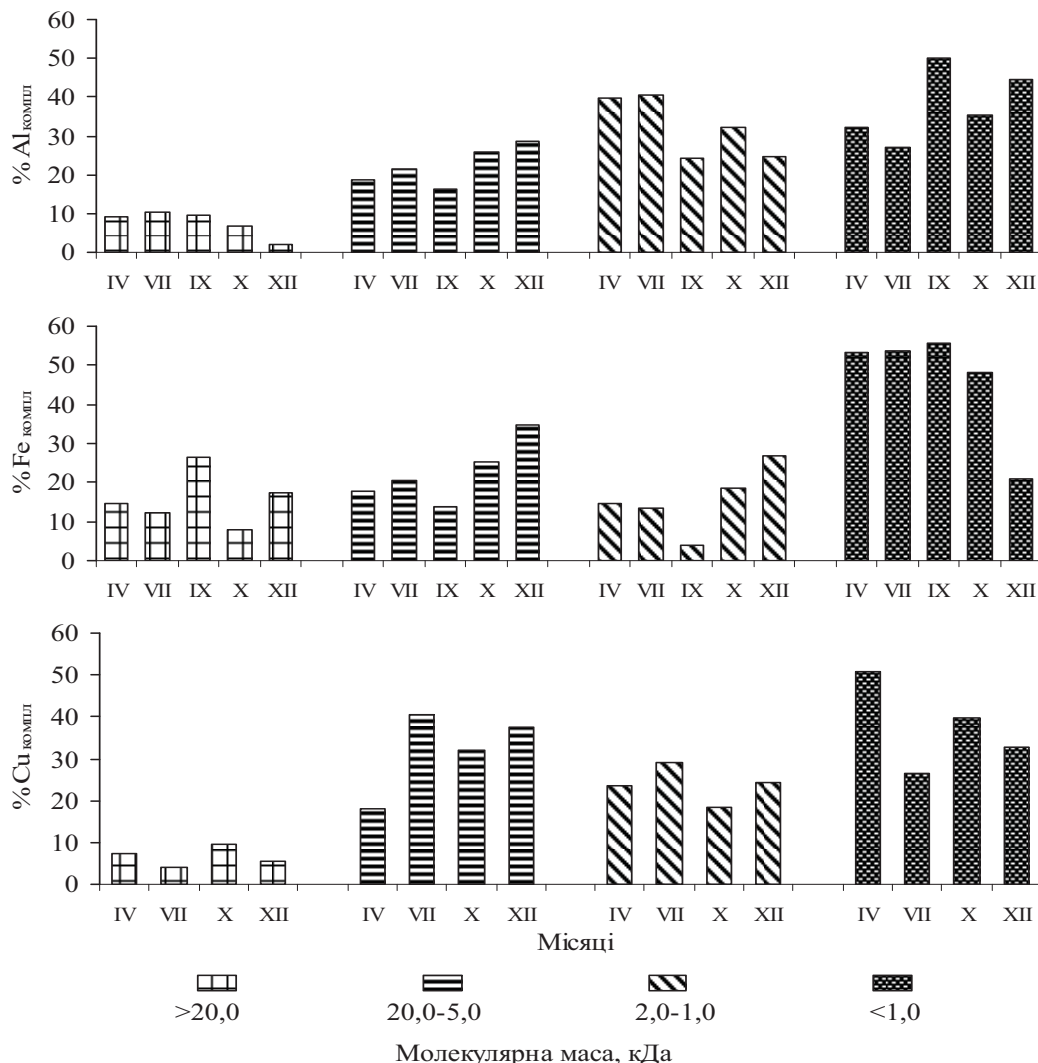 60
50
40
30
20
10
0
% Al компл
IV VII IX X XII IV VII IX X XII IV VII IX X XII IV VII IX X XII
60
50
40
30
20
10
0
% Fe компл
IV VII IX X XII IV VII IX X XII IV VII IX X XII IV VII IX X XII
60
50
40
30
20
10
0
% Cu компл
IV VII X XII IV VII X XII IV VII X XII IV VII X XII
Місяці
>20,0 20,0-5,0 2,0-1,0 <1,0
Молекулярна маса, кДа